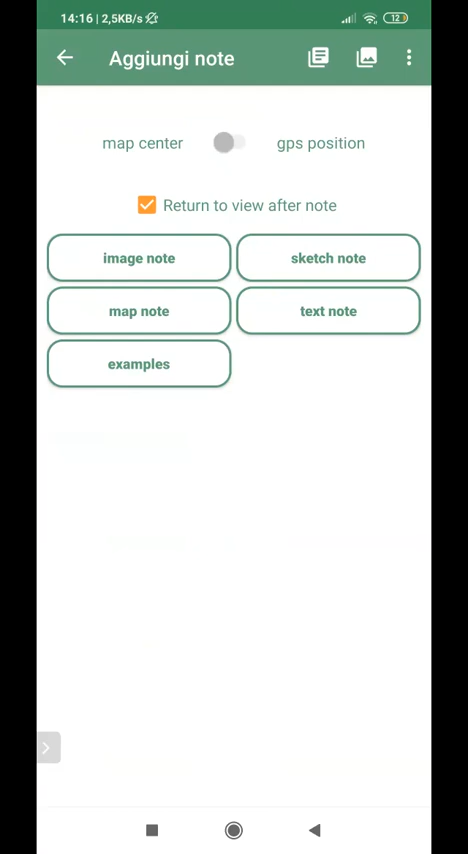 14:16 | 2,5KB/s
12
Aggiungi note
map center
gps position
Return to view after note
image note
sketch note
map note
text note
examples